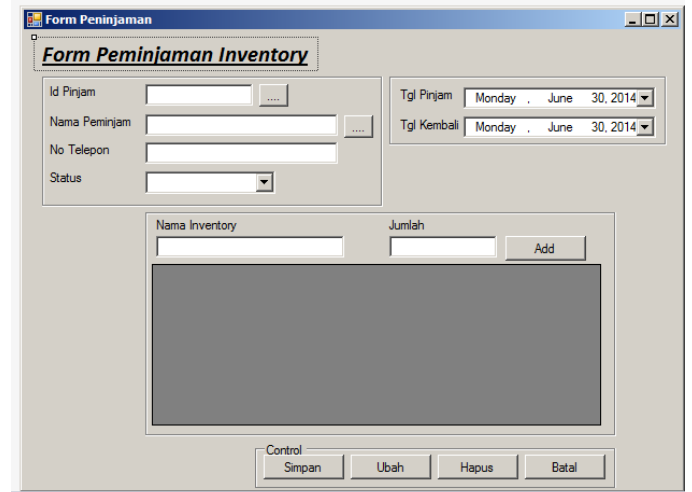 Form Peninjaman
Form Peminjaman Inventory
Id Pinjam
....
Nama Peminjam
....
No Telepon
Status
Tgl Pinjam Monday , June 30, 2014
Tgl Kembali Monday , June 30, 2014
Nama Inventory Jumlah
Add
Control
Simpan Ubah Hapus Batal